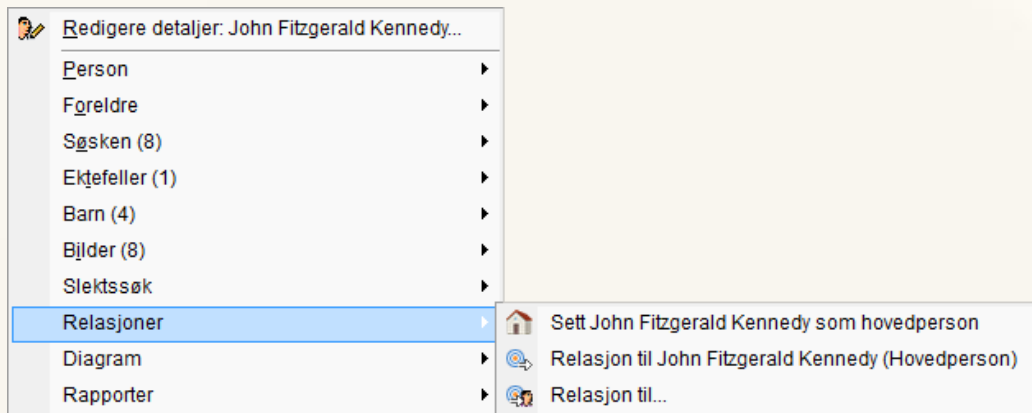 Redigere detaljer: John Fitzgerald Kennedy...
Person
Foreldre
Søsken (8)
Ektefeller (1)
Barn (4)
Bilder (8)
Slektssøk
Relasjoner
Sett John Fitzgerald Kennedy som hovedperson
Diagram
Relasjon til John Fitzgerald Kennedy (Hovedperson)
Rapporter
Relasjon til...